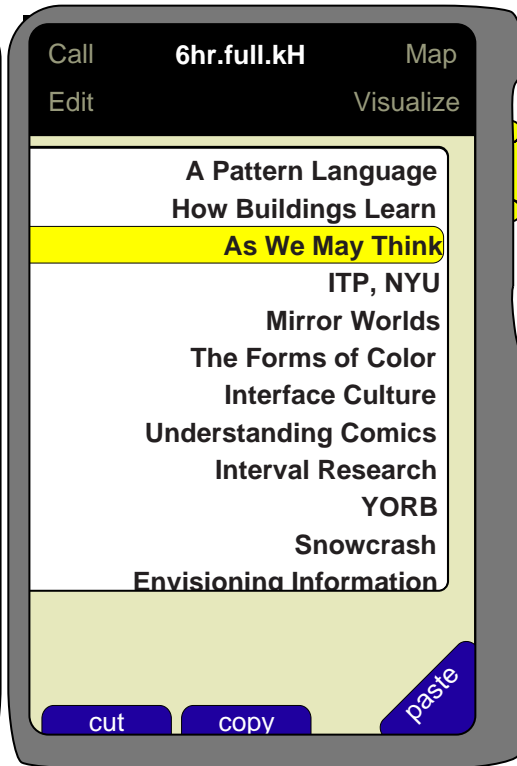 Call 6hr.full.kH Map
Edit Visualize
A Pattern Language
How Buildings Learn
As We May Think
ITP, NYU
Mirror Worlds
The Forms of Color
Interface Culture
Understanding Comics
Interval Research
YORB
Snowcrash
Envisioning Information
cut copy paste